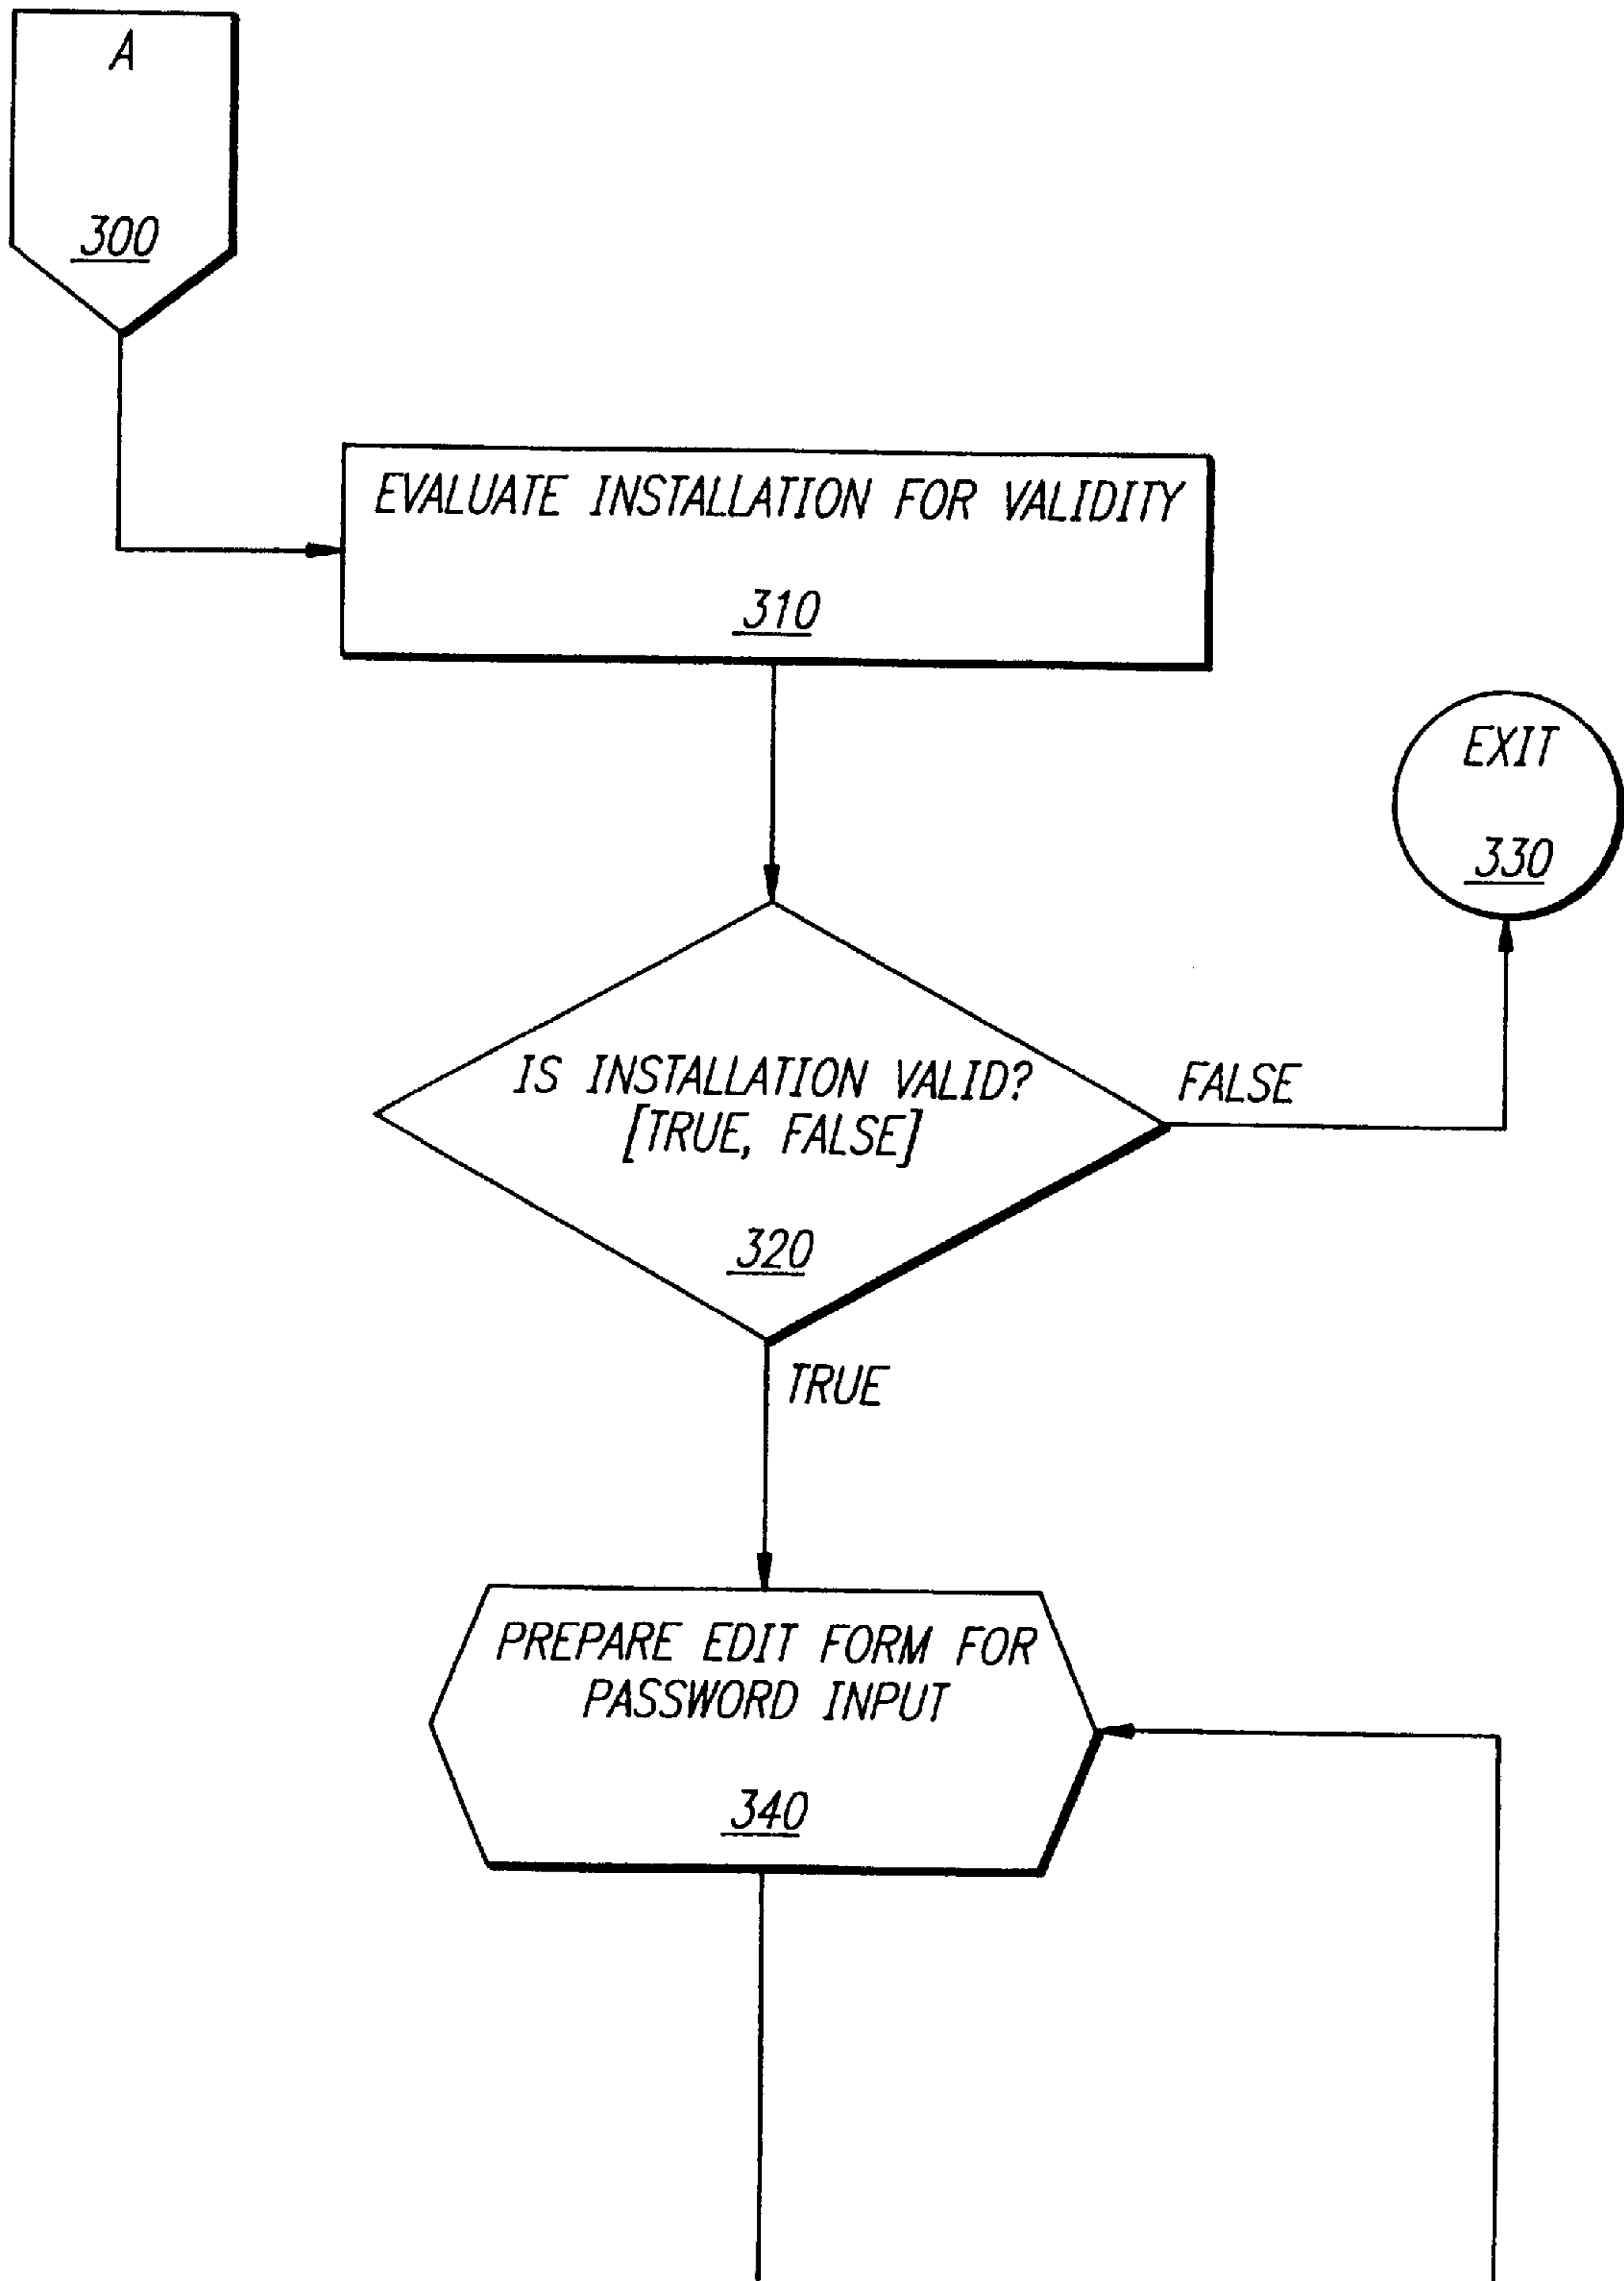 A
300
EVALUATE INSTALLATION FOR VALIDITY
310
EXIT
330
IS INSTALLATION VALID?
[TRUE, FALSE]
320
FALSE
TRUE
PREPARE EDIT FORM FOR
PASSWORD INPUT
340